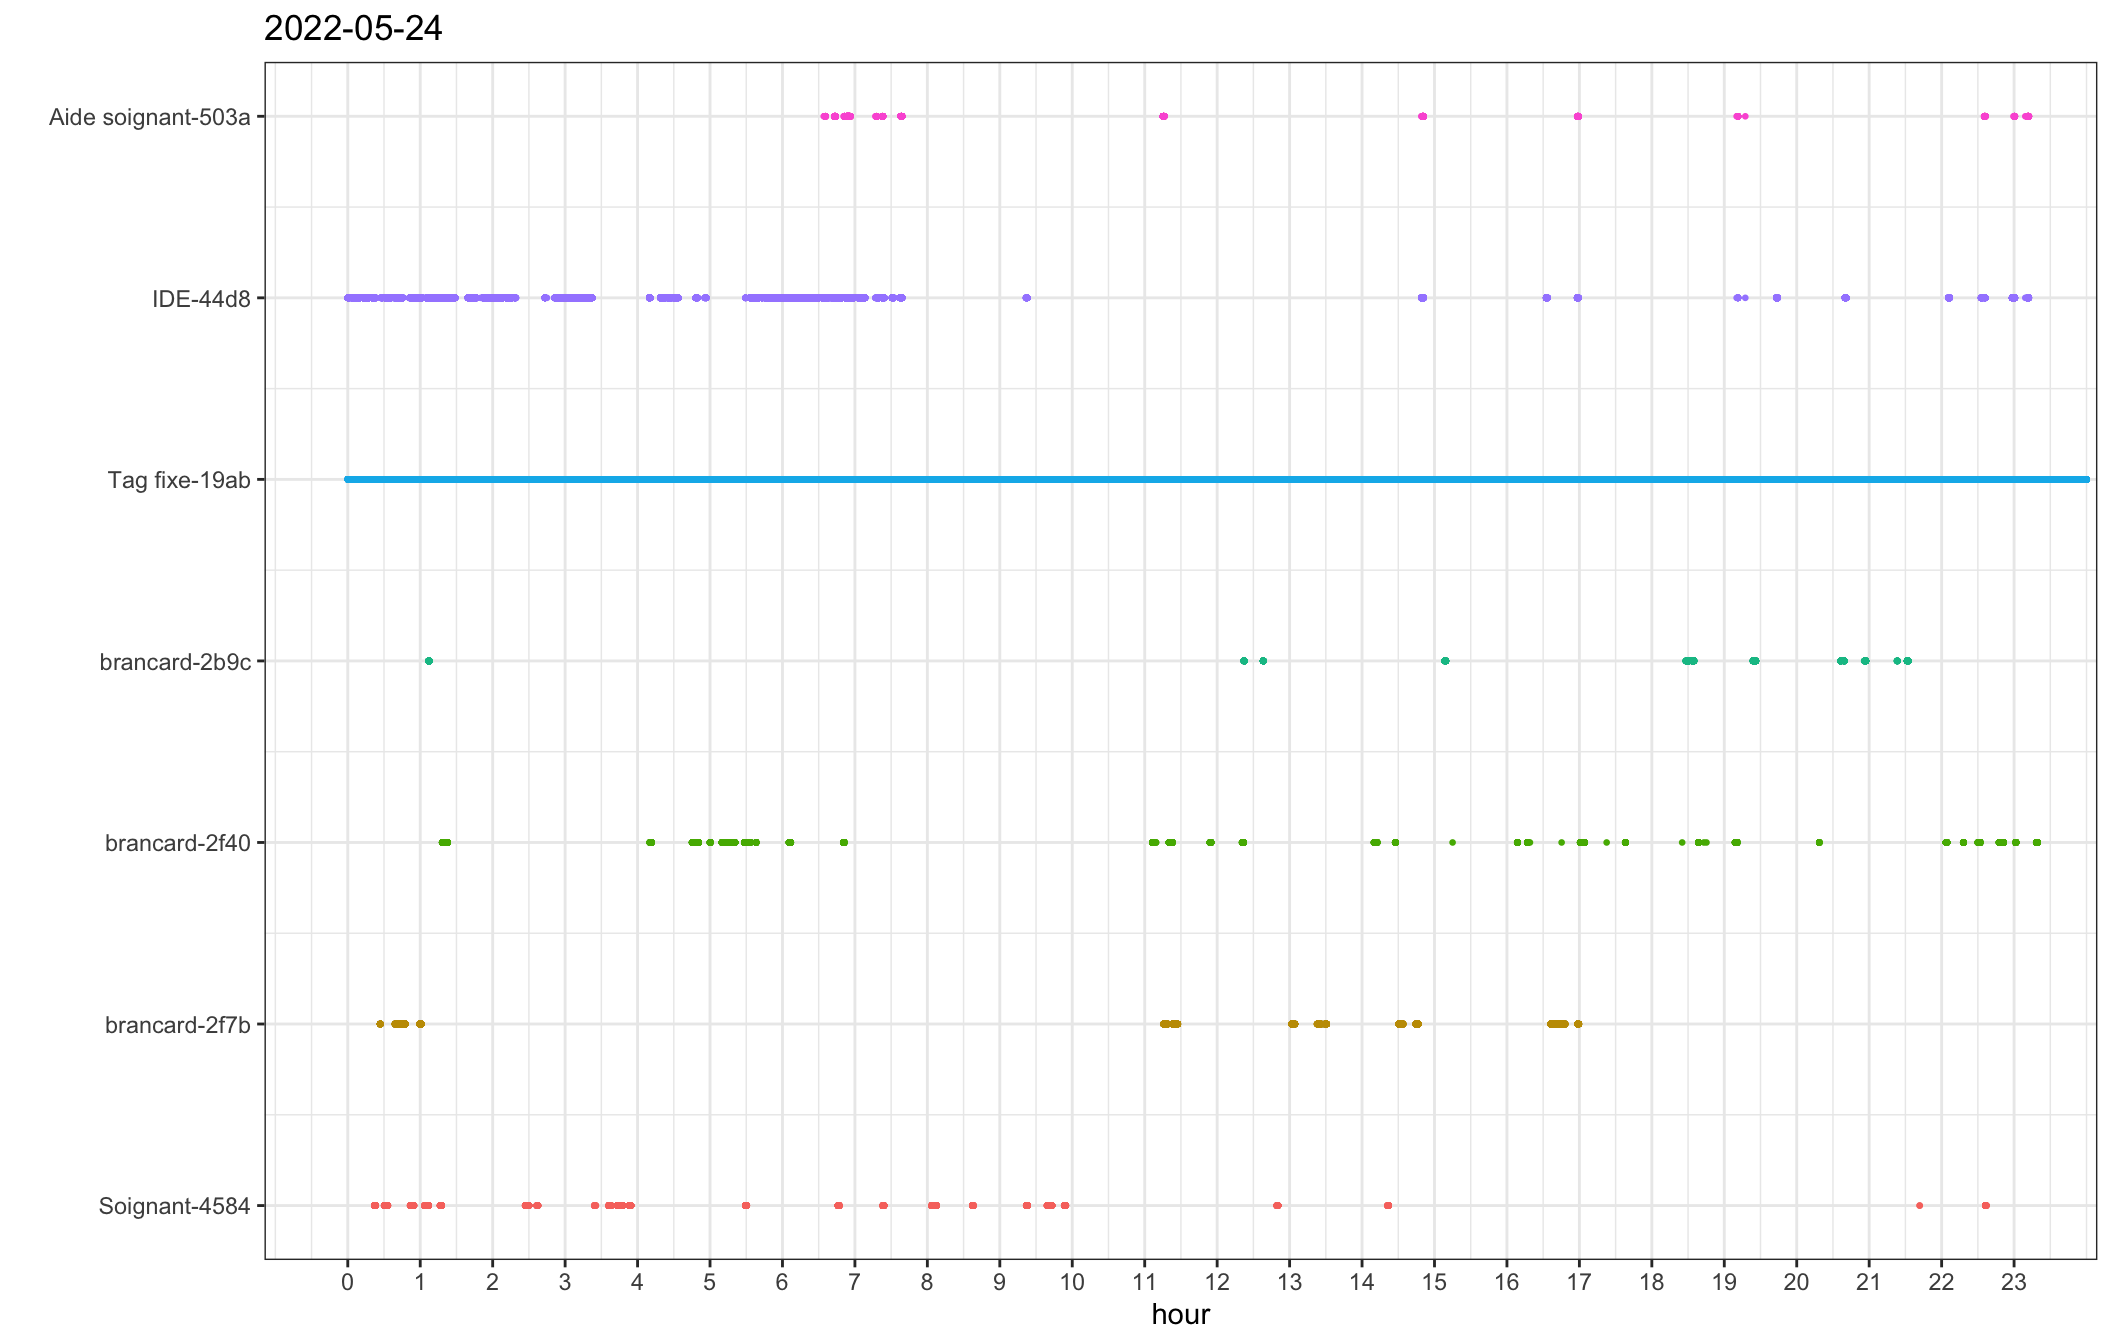 2022-05-24
Aide soignant-503a
IDE-44d8
Tag fixe-19ab
brancard-2b9c
brancard-2f40
brancard-2f7b
Soignant-4584
0 1 2 3 4 5 6 7 8 9 10 11 12 13 14 15 16 17 18 19 20 21 22 23
hour